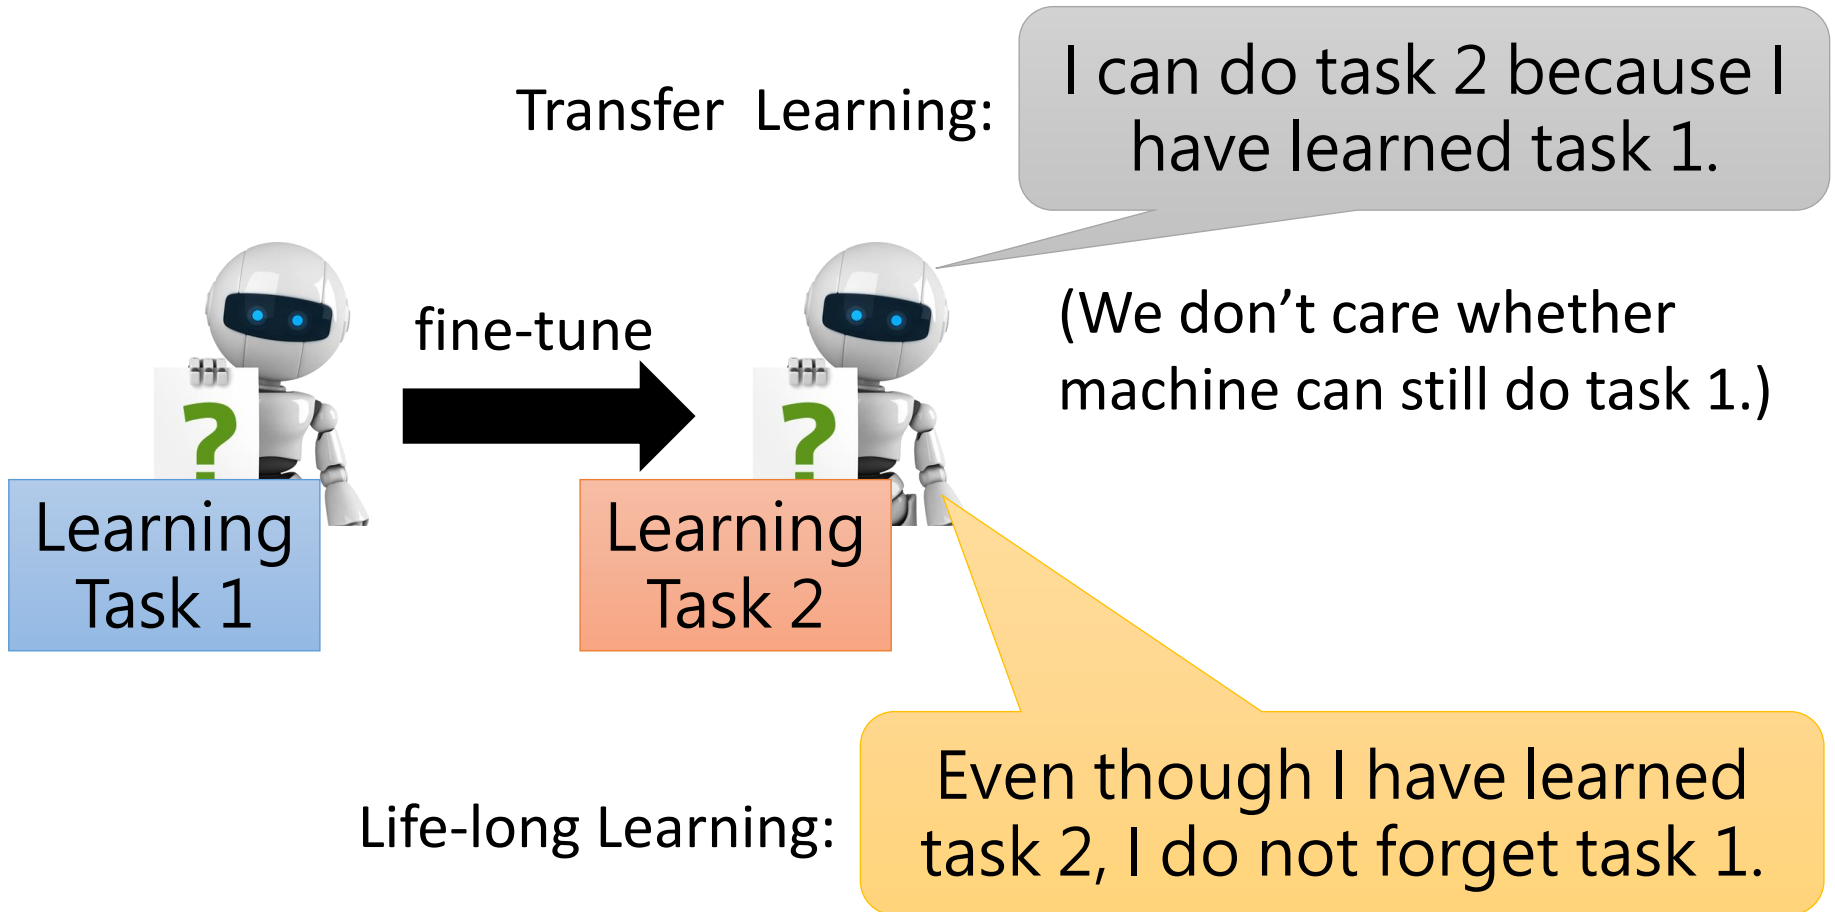 Transfer Learning:
I can do task 2 because I
have learned task 1.
fine-tune
(We don’t care whether
machine can still do task 1.)
?
?
Learning
Task 1
Learning
Task 2
Life-long Learning:
Even though I have learned
task 2, I do not forget task 1.